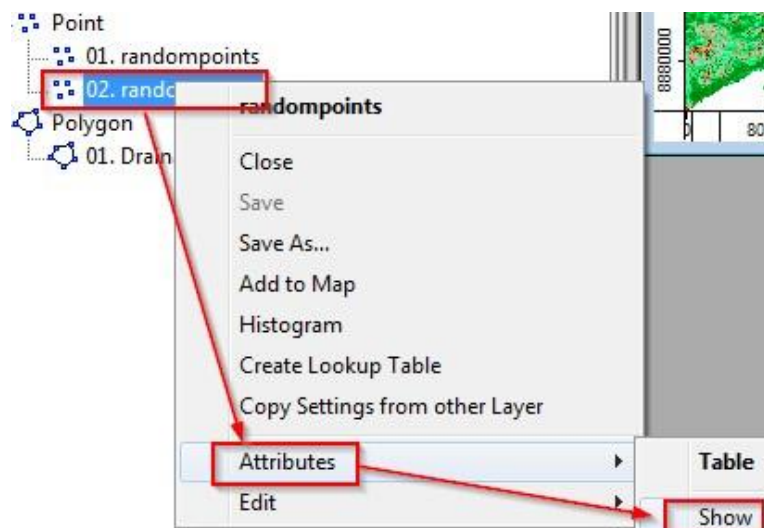 Point
01. randompoints
02. rando
Polygon
01. Drain
randompoints
Close
Save
Save As...
Add to Map
Histogram
Create Lookup Table
Copy Settings from other Layer
Attributes
Edit
Table
Show
8880000
0
80